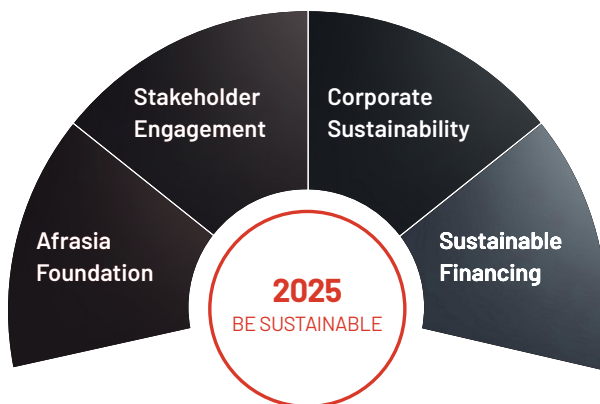 Stakeholder
Engagement
Corporate
Sustainability
Afrasia
Foundation
Sustainable
Financing
2025
BE SUSTAINABLE